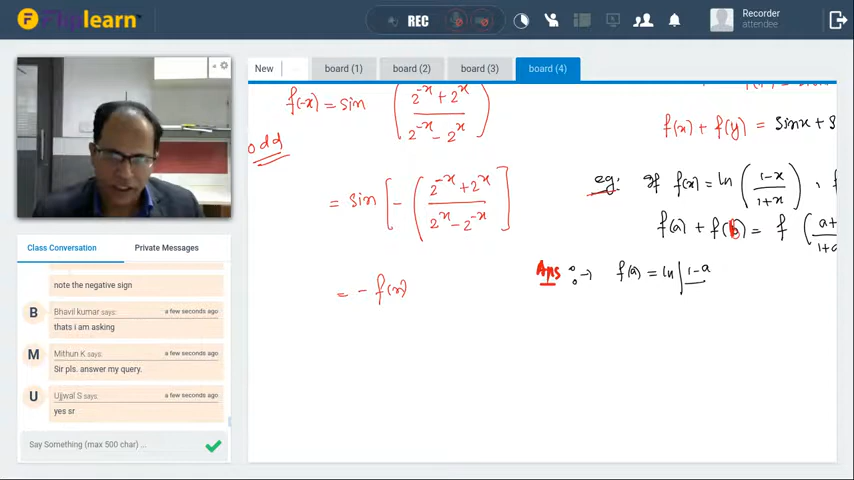 Fliplearn
REC
Recorder
attendee
New
board (1)
board (2)
board (3)
board (4)
f(-x) = sin (2^-x + 2^x / 2^-x - 2^x)
odd
= sin [-(2^-x + 2^x / 2^x - 2^-x)]
= - f(x)
f(x) + f(y) = sinx + s
eg: If f(x) = ln (1-x / 1+x) ,
f(a) + f(b) = f (a+ / 1+a
Ans :→ f(a) = ln |1-a
Class Conversation
Private Messages
note the negative sign
B
Bhavil kumar says:
a few seconds ago
thats i am asking
M
Mithun K says:
a few seconds ago
Sir pls. answer my query.
U
Ujjwal S says:
a few seconds ago
yes sr
Say Something (max 500 char) ...